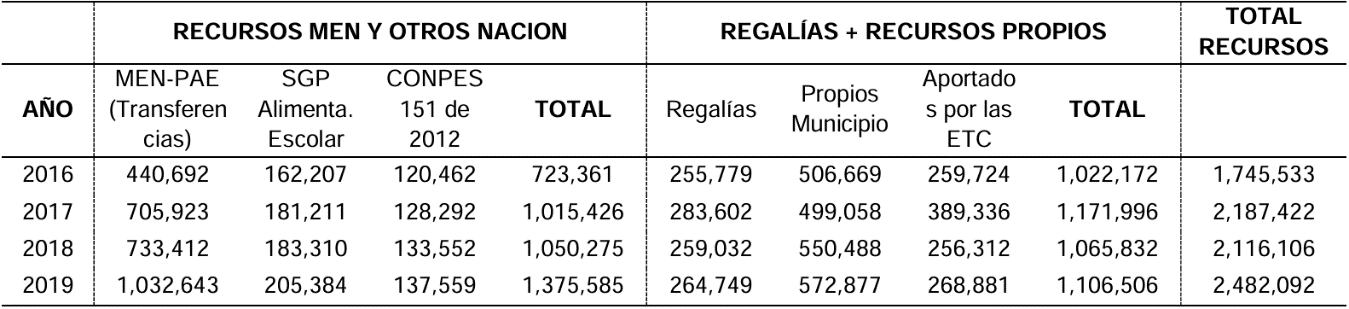 RECURSOS MEN Y OTROS NACION REGALÍAS + RECURSOS PROPIOS TOTAL
RECURSOS
AÑO MEN-PAE
(Transferen
cias) SGP
Alimenta.
Escolar CONPES
151 de
2012 TOTAL Regalías Propios
Municipio Aportado
s por las
ETC TOTAL
2016 440,692 162,207 120,462 723,361 255,779 506,669 259,724 1,022,172 1,745,533
2017 705,923 181,211 128,292 1,015,426 283,602 499,058 389,336 1,171,996 2,187,422
2018 733,412 183,310 133,552 1,050,275 259,032 550,488 256,312 1,065,832 2,116,106
2019 1,032,643 205,384 137,559 1,375,585 264,749 572,877 268,881 1,106,506 2,482,092